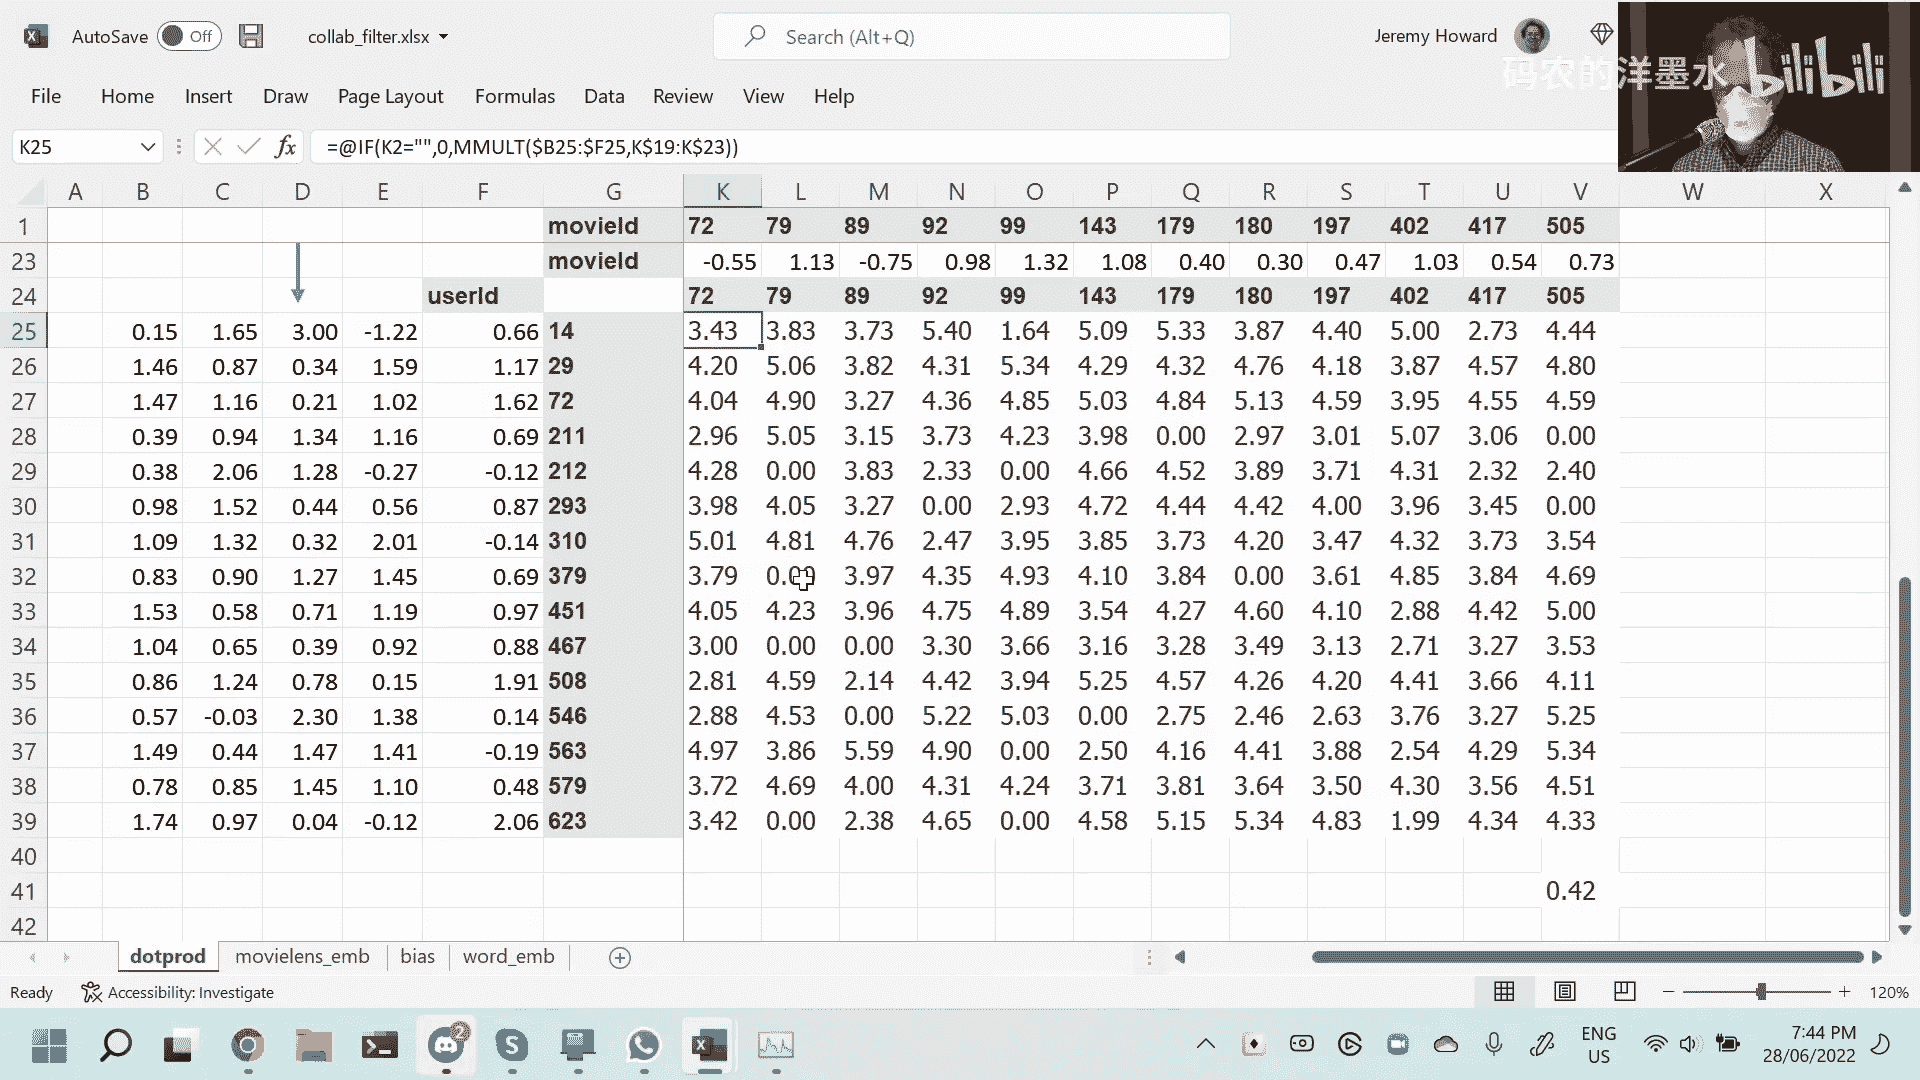 AutoSave Off collab_filter.xlsx Search (Alt+Q) Jeremy Howard
码农的洋墨水 bilibili
File Home Insert Draw Page Layout Formulas Data Review View Help
K25 fx =@IF(K2="",0,MMULT($B25:$F25,K$19:K$23))
A B C D E F G K L M N O P Q R S T U V W X
1 movieId 72 79 89 92 99 143 179 180 197 402 417 505
23 movieId -0.55 1.13 -0.75 0.98 1.32 1.08 0.40 0.30 0.47 1.03 0.54 0.73
24 userId 72 79 89 92 99 143 179 180 197 402 417 505
25 0.15 1.65 3.00 -1.22 0.66 14 3.43 3.83 3.73 5.40 1.64 5.09 5.33 3.87 4.40 5.00 2.73 4.44
26 1.46 0.87 0.34 1.59 1.17 29 4.20 5.06 3.82 4.31 5.34 4.29 4.32 4.76 4.18 3.87 4.57 4.80
27 1.47 1.16 0.21 1.02 1.62 72 4.04 4.90 3.27 4.36 4.85 5.03 4.84 5.13 4.59 3.95 4.55 4.59
28 0.39 0.94 1.34 1.16 0.69 211 2.96 5.05 3.15 3.73 4.23 3.98 0.00 2.97 3.01 5.07 3.06 0.00
29 0.38 2.06 1.28 -0.27 -0.12 212 4.28 0.00 3.83 2.33 0.00 4.66 4.52 3.89 3.71 4.31 2.32 2.40
30 0.98 1.52 0.44 0.56 0.87 293 3.98 4.05 3.27 0.00 2.93 4.72 4.44 4.42 4.00 3.96 3.45 0.00
31 1.09 1.32 0.32 2.01 -0.14 310 5.01 4.81 4.76 2.47 3.95 3.85 3.73 4.20 3.47 4.32 3.73 3.54
32 0.83 0.90 1.27 1.45 0.69 379 3.79 0.00 3.97 4.35 4.93 4.10 3.84 0.00 3.61 4.85 3.84 4.69
33 1.53 0.58 0.71 1.19 0.97 451 4.05 4.23 3.96 4.75 4.89 3.54 4.27 4.60 4.10 2.88 4.42 5.00
34 1.04 0.65 0.39 0.92 0.88 467 3.00 0.00 0.00 3.30 3.66 3.16 3.28 3.49 3.13 2.71 3.27 3.53
35 0.86 1.24 0.78 0.15 1.91 508 2.81 4.59 2.14 4.42 3.94 5.25 4.57 4.26 4.20 4.41 3.66 4.11
36 0.57 -0.03 2.30 1.38 0.14 546 2.88 4.53 0.00 5.22 5.03 0.00 2.75 2.46 2.63 3.76 3.27 5.25
37 1.49 0.44 1.47 1.41 -0.19 563 4.97 3.86 5.59 4.90 0.00 2.50 4.16 4.41 3.88 2.54 4.29 5.34
38 0.78 0.85 1.45 1.10 0.48 579 3.72 4.69 4.00 4.31 4.24 3.71 3.81 3.64 3.50 4.30 3.56 4.51
39 1.74 0.97 0.04 -0.12 2.06 623 3.42 0.00 2.38 4.65 0.00 4.58 5.15 5.34 4.83 1.99 4.34 4.33
40
41 0.42
42
dotprod movielens_emb bias word_emb
Ready Accessibility: Investigate 120%
2 ENG US 7:44 PM
28/06/2022